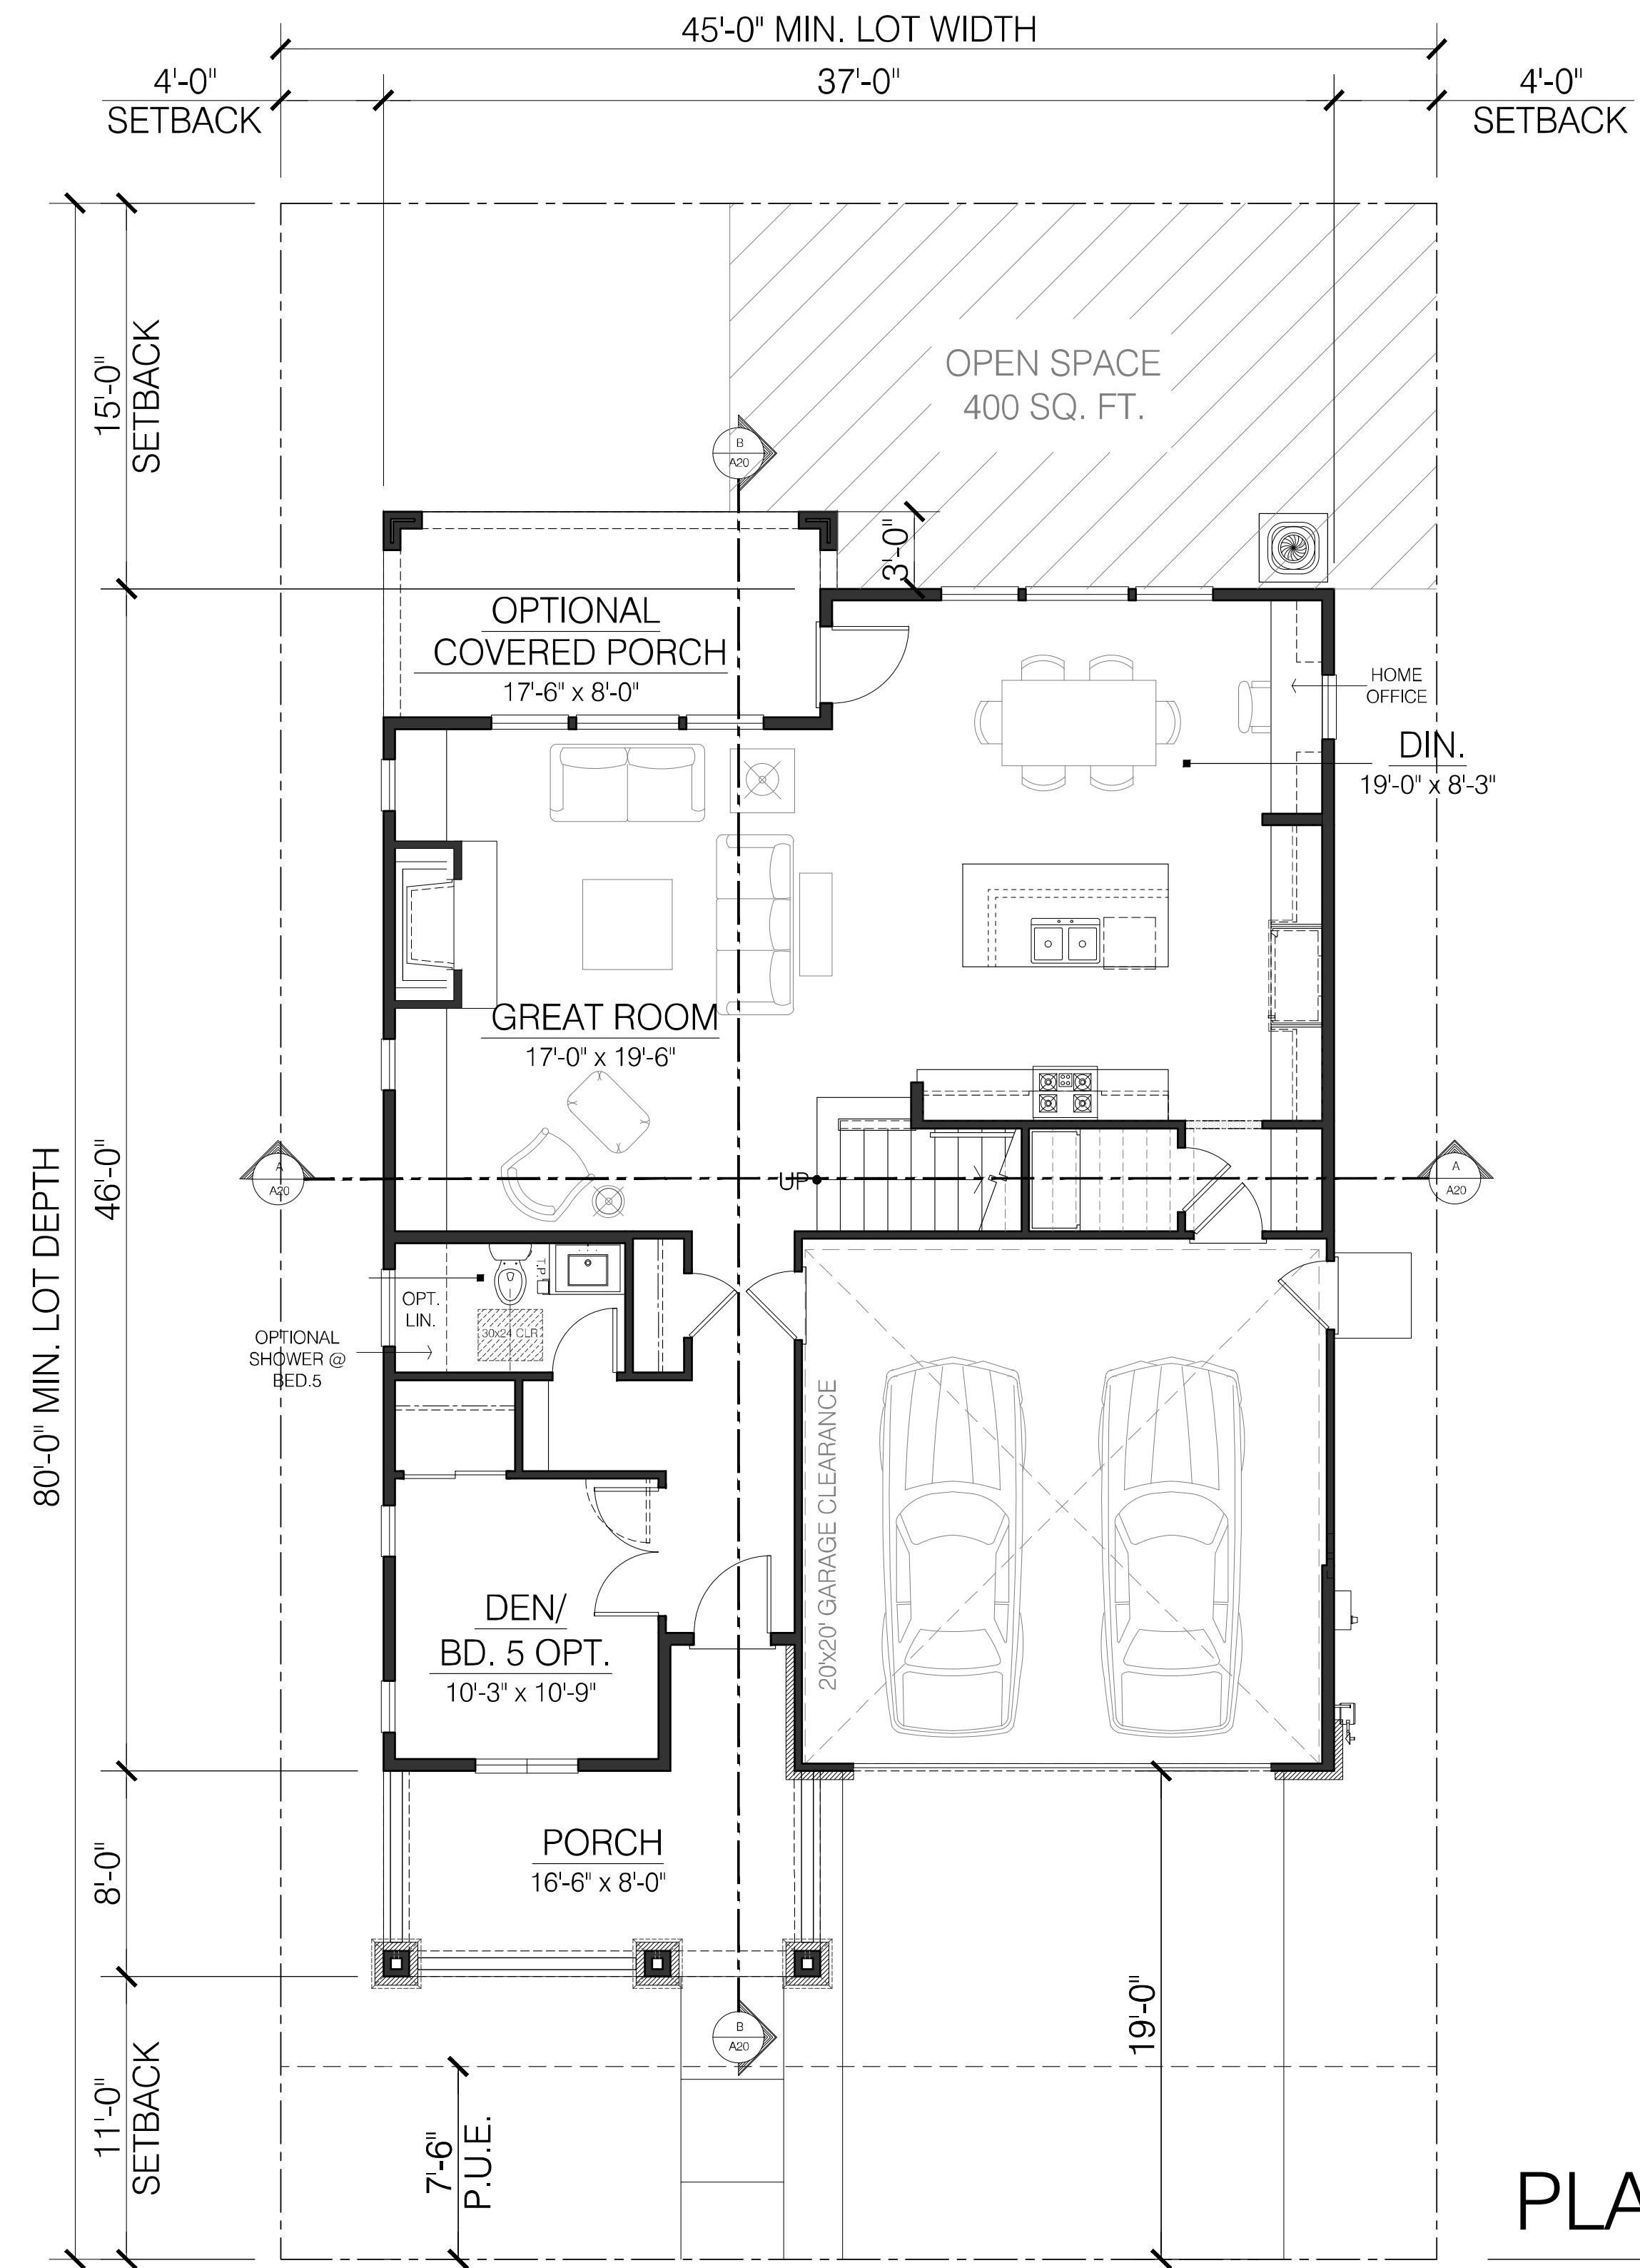 45'-0" MIN. LOT WIDTH
4'-0"
SETBACK
37'-0"
4'-0"
SETBACK
15'-0"
SETBACK
OPEN SPACE
400 SQ. FT.
B
A20
3'-0"
OPTIONAL
COVERED PORCH
17'-6" x 8'-0"
HOME
OFFICE
DIN.
19'-0" x 8'-3"
GREAT ROOM
17'-0" x 19'-6"
80'-0" MIN. LOT DEPTH
46'-0"
A
A20
UP
A
A20
T.P.
OPT.
LIN.
30x24 CLR
OPTIONAL
SHOWER @
BED.5
20'x20' GARAGE CLEARANCE
DEN/
BD. 5 OPT.
10'-3" x 10'-9"
8'-0"
PORCH
16'-6" x 8'-0"
B
A20
19'-0"
11'-0"
SETBACK
7'-6"
P.U.E.
PLA